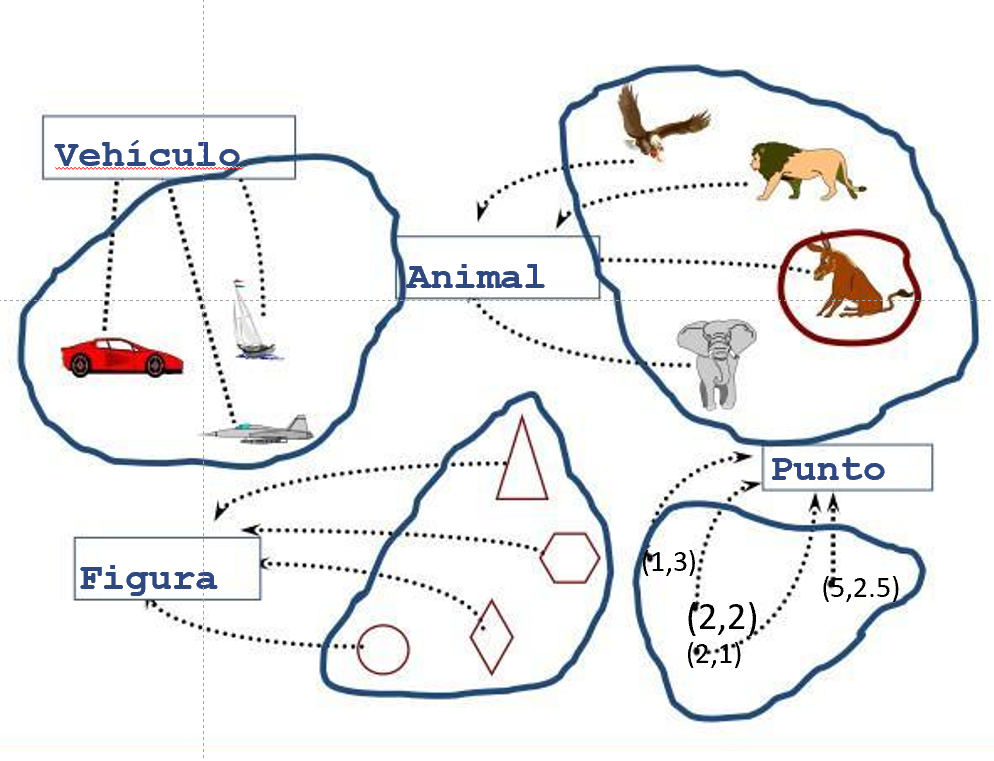 Vehículo
Animal
Punto
Figura
(1,3)
(5,2.5)
(2,2)
(2,1)